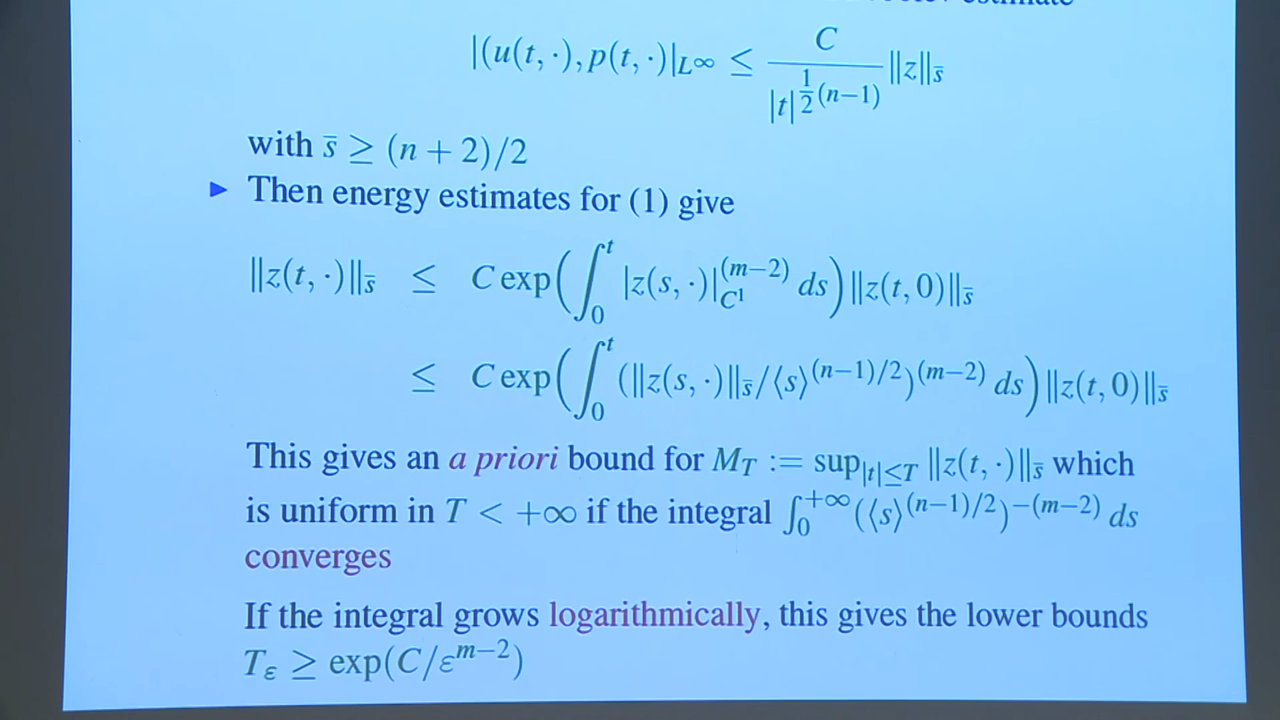 estimate
|(u(t, ·), p(t, ·)|_{L^∞} ≤ \frac{C}{|t|^{\frac{1}{2}(n−1)}} ‖z‖_{s̄}
with s̄ ≥ (n + 2)/2
▶ Then energy estimates for (1) give
‖z(t, ·)‖_{s̄} ≤ C exp(∫_0^t |z(s, ·)|_{C^1}^{(m−2)} ds)‖z(t, 0)‖_{s̄}
≤ C exp(∫_0^t (‖z(s, ·)‖_{s̄}/⟨s⟩^{(n−1)/2})^{(m−2)} ds)‖z(t, 0)‖_{s̄}
This gives an a priori bound for M_T := sup_{|t|≤T} ‖z(t, ·)‖_{s̄} which
is uniform in T < +∞ if the integral ∫_0^{+∞} (⟨s⟩^{(n−1)/2})^{−(m−2)} ds
converges
If the integral grows logarithmically, this gives the lower bounds
T_ε ≥ exp(C/ε^{m−2})